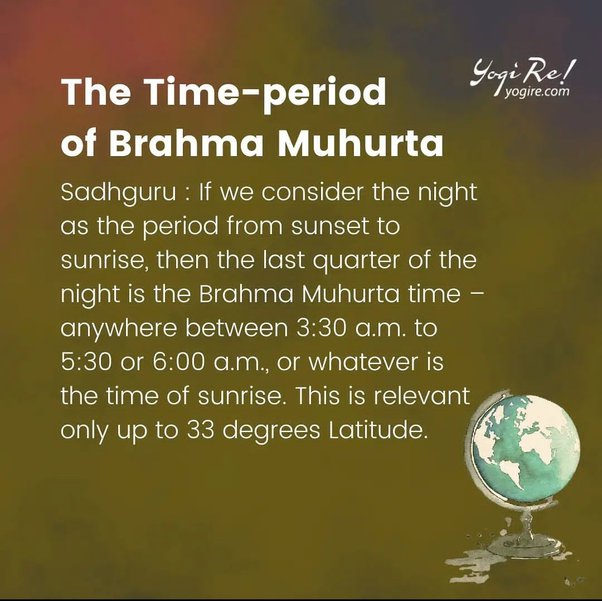 Yogi Re!
yogire.com
The Time-period
of Brahma Muhurta
Sadhguru : If we consider the night
as the period from sunset to
sunrise, then the last quarter of the
night is the Brahma Muhurta time –
anywhere between 3:30 a.m. to
5:30 or 6:00 a.m., or whatever is
the time of sunrise. This is relevant
only up to 33 degrees Latitude.